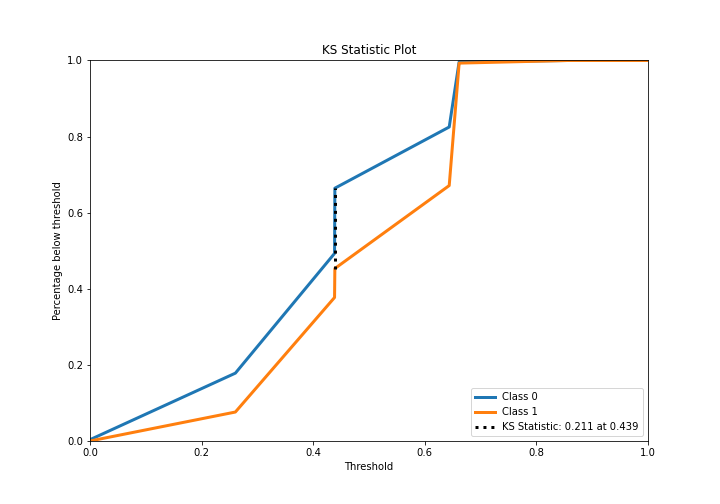 KS Statistic Plot
1.0
0.8
0.6
0.4
0.2
0.0
Percentage below threshold
Class 0
Class 1
KS Statistic: 0.211 at 0.439
0.0 0.2 0.4 0.6 0.8 1.0
Threshold